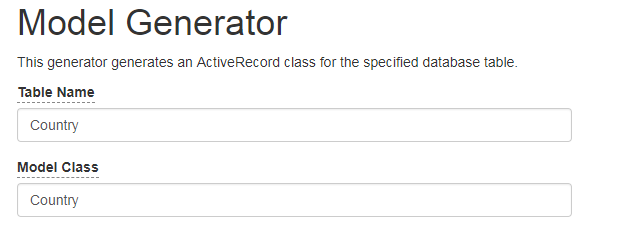 Model Generator
This generator generates an ActiveRecord class for the specified database table.
Table Name
Country
Model Class
Country